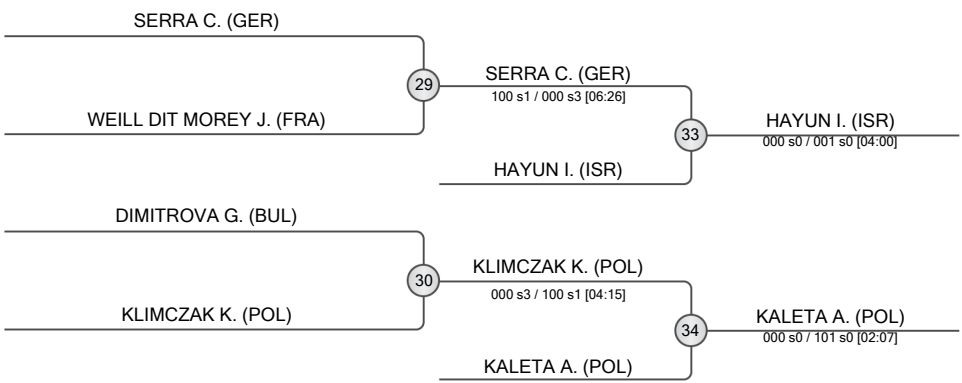 SERRA C. (GER)
29
SERRA C. (GER)
100 s1 / 000 s3 [06:26]
WEILL DIT MOREY J. (FRA)
33
HAYUN I. (ISR)
000 s0 / 001 s0 [04:00]
HAYUN I. (ISR)
DIMITROVA G. (BUL)
30
KLIMCZAK K. (POL)
000 s3 / 100 s1 [04:15]
KLIMCZAK K. (POL)
34
KALETA A. (POL)
000 s0 / 101 s0 [02:07]
KALETA A. (POL)